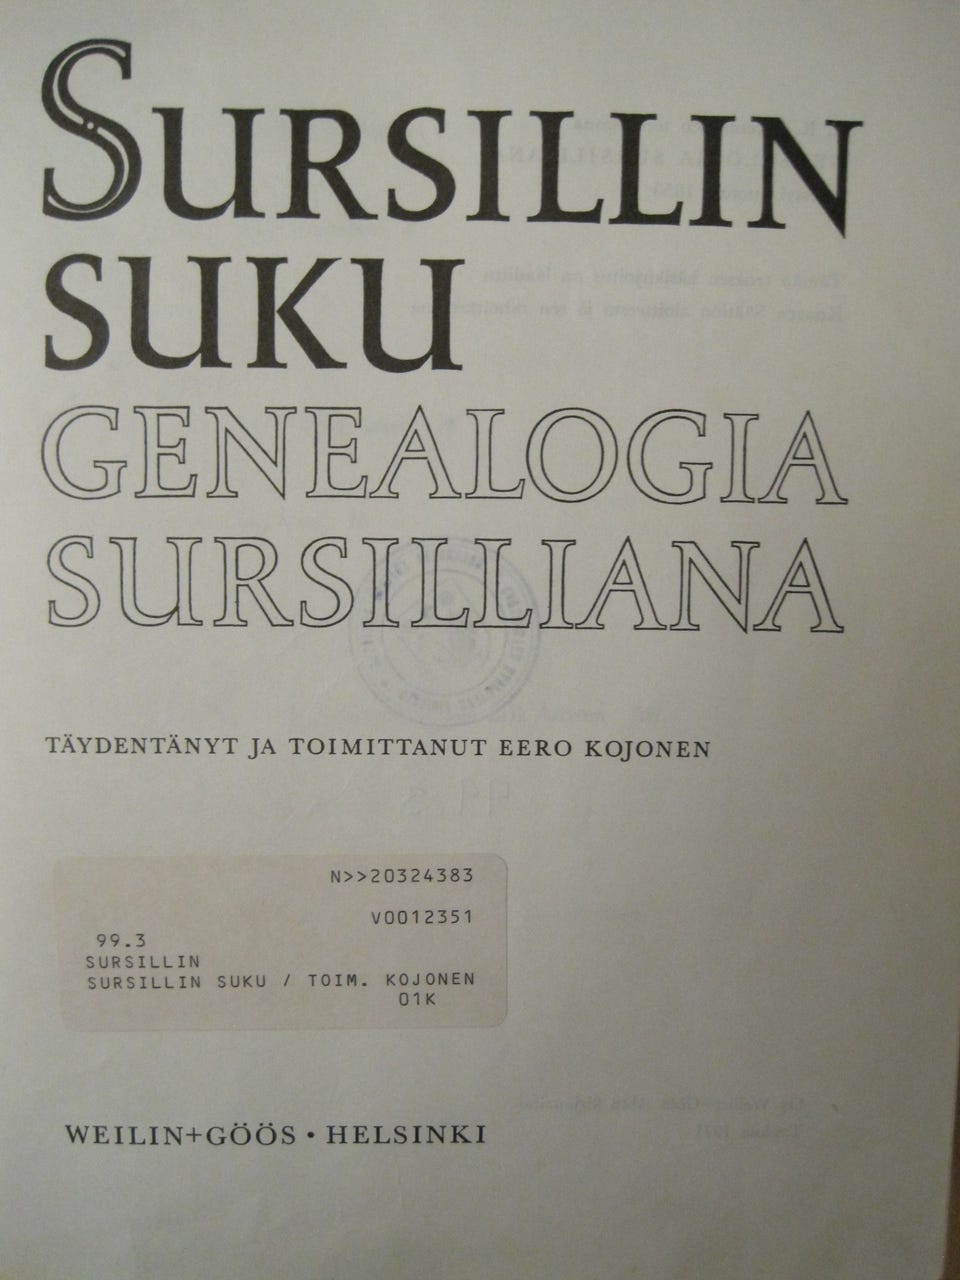 SURSILLIN
SUKU
GENEALOGIA
SURSILLIANA
TÄYDENTÄNYT JA TOIMITTANUT EERO KOJONEN
N>>20324383
V0012351
99.3
SURSILLIN
SURSILLIN SUKU / TOIM. KOJONEN
01K
WEILIN+GÖÖS • HELSINKI